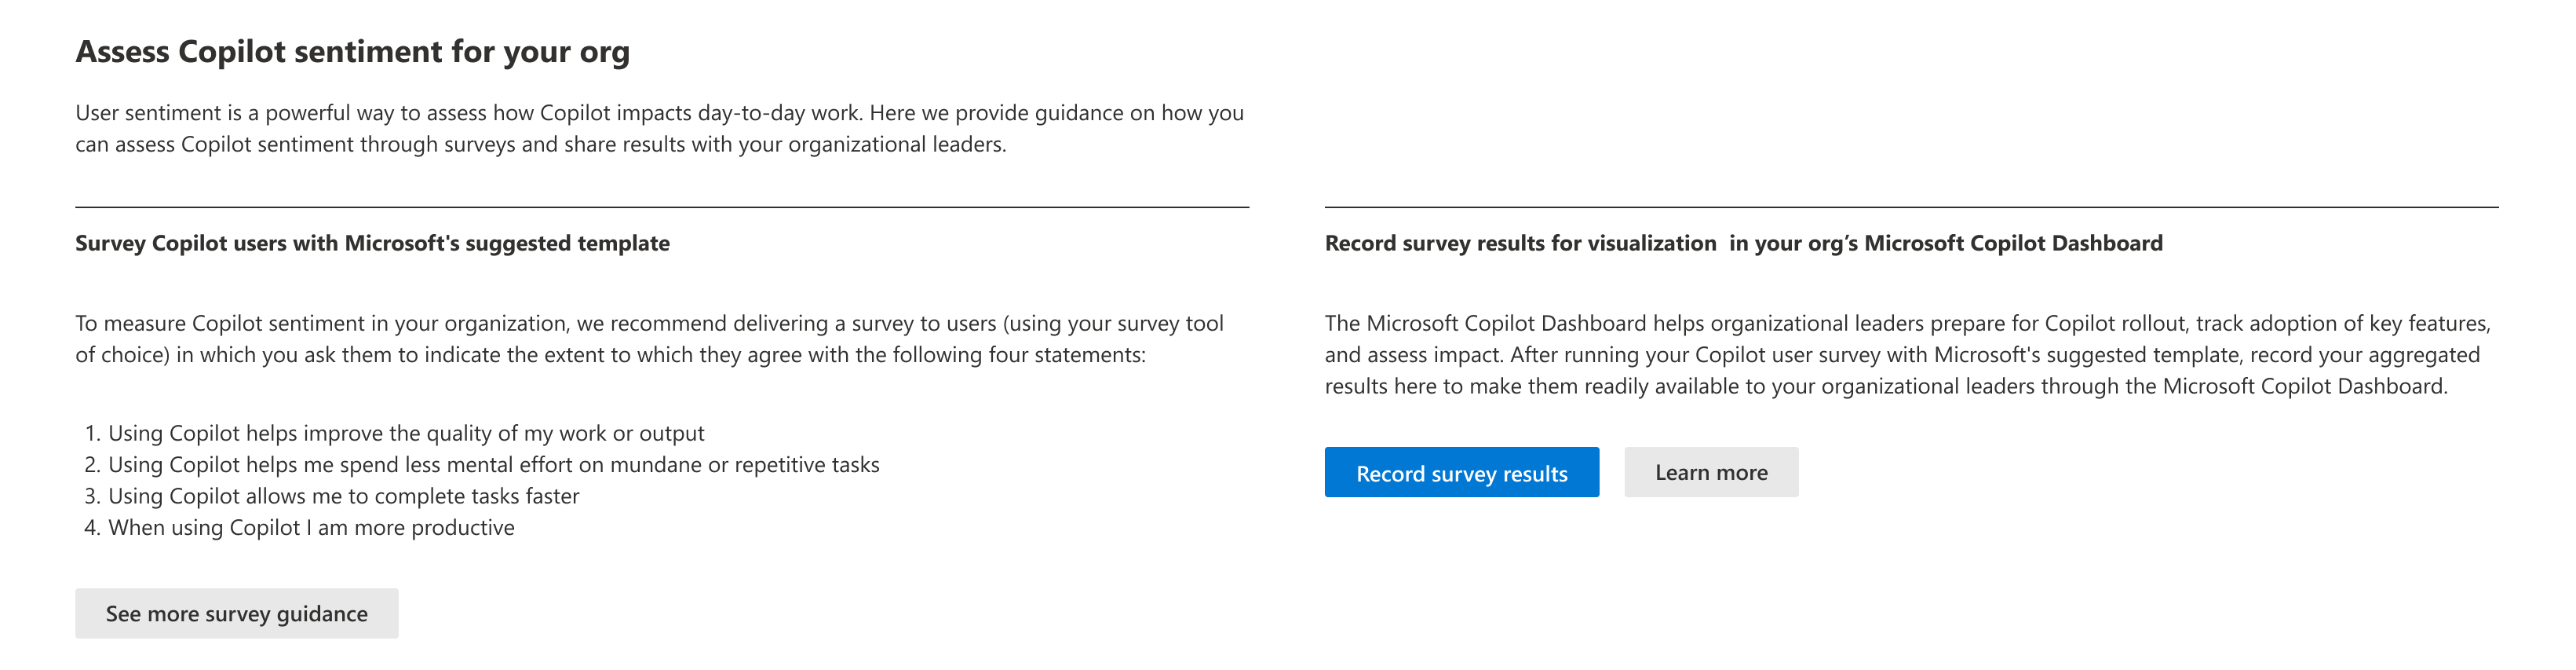 Assess Copilot sentiment for your org
User sentiment is a powerful way to assess how Copilot impacts day-to-day work. Here we provide guidance on how you
can assess Copilot sentiment through surveys and share results with your organizational leaders.
Survey Copilot users with Microsoft's suggested template
To measure Copilot sentiment in your organization, we recommend delivering a survey to users (using your survey tool
of choice) in which you ask them to indicate the extent to which they agree with the following four statements:
1. Using Copilot helps improve the quality of my work or output
2. Using Copilot helps me spend less mental effort on mundane or repetitive tasks
3. Using Copilot allows me to complete tasks faster
4. When using Copilot I am more productive
See more survey guidance
Record survey results for visualization  in your org’s Microsoft Copilot Dashboard
The Microsoft Copilot Dashboard helps organizational leaders prepare for Copilot rollout, track adoption of key features,
and assess impact. After running your Copilot user survey with Microsoft's suggested template, record your aggregated
results here to make them readily available to your organizational leaders through the Microsoft Copilot Dashboard.
Record survey results
Learn more